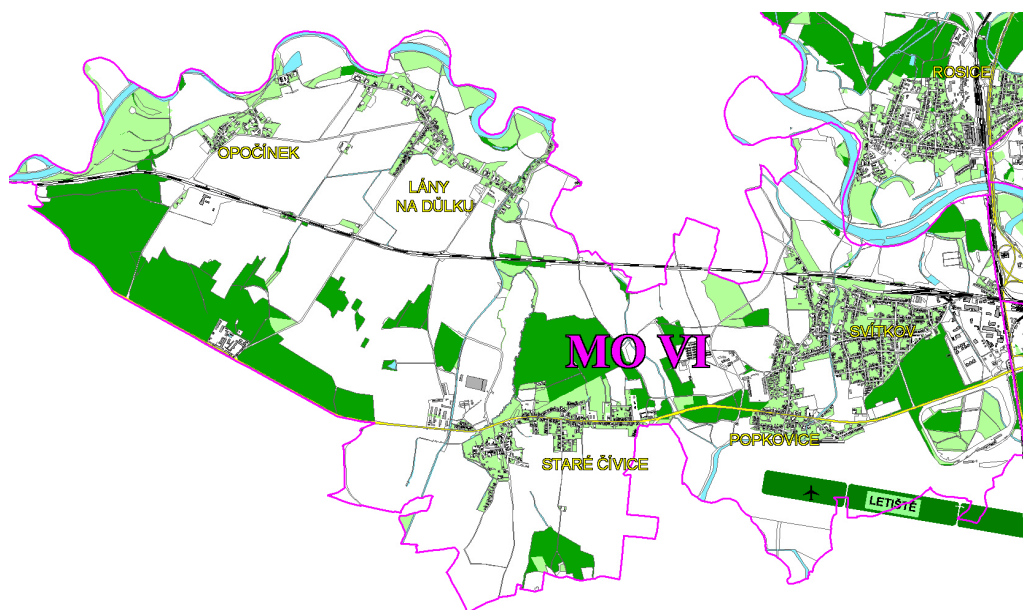 ROSICE
OPOČÍNEK
LÁNY
NA DŮLKU
SVÍTKOV
MO VI
POPKOVICE
STARÉ ČÍVICE
LETIŠTĚ